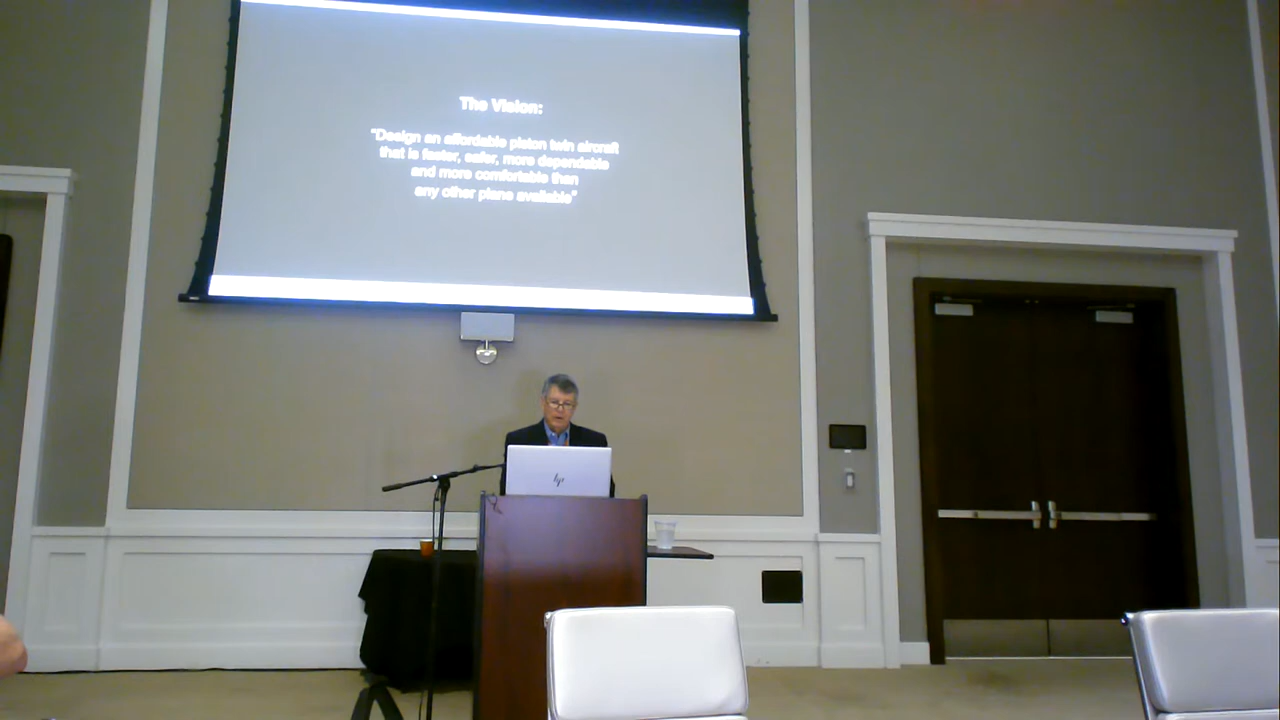 The Vision:
"Design an affordable piston twin aircraft
that is faster, safer, more dependable
and more comfortable than
any other plane available"
hp